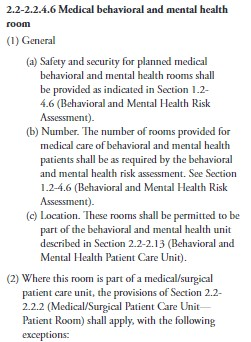 2.2-2.2.4.6 Medical behavioral and mental health
room
(1) General
(a) Safety and security for planned medical
behavioral and mental health rooms shall
be provided as indicated in Section 1.2-
4.6 (Behavioral and Mental Health Risk
Assessment).
(b) Number. The number of rooms provided for
medical care of behavioral and mental health
patients shall be as required by the behavioral
and mental health risk assessment. See Section
1.2-4.6 (Behavioral and Mental Health Risk
Assessment).
(c) Location. These rooms shall be permitted to be
part of the behavioral and mental health unit
described in Section 2.2-2.13 (Behavioral and
Mental Health Patient Care Unit).
(2) Where this room is part of a medical/surgical
patient care unit, the provisions of Section 2.2-
2.2.2 (Medical/Surgical Patient Care Unit—
Patient Room) shall apply, with the following
exceptions: